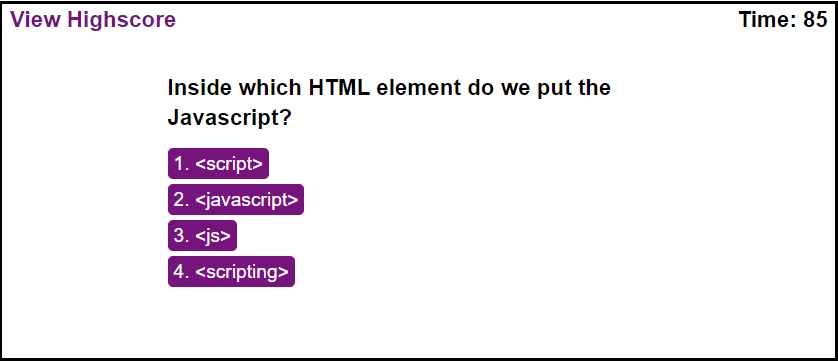 View Highscore
Time: 85
Inside which HTML element do we put the
Javascript?
1. <script>
2. <javascript>
3. <js>
4. <scripting>